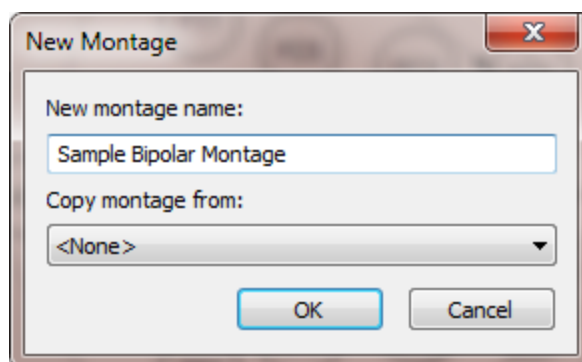 New Montage
New montage name:
Sample Bipolar Montage
Copy montage from:
<None>
OK
Cancel